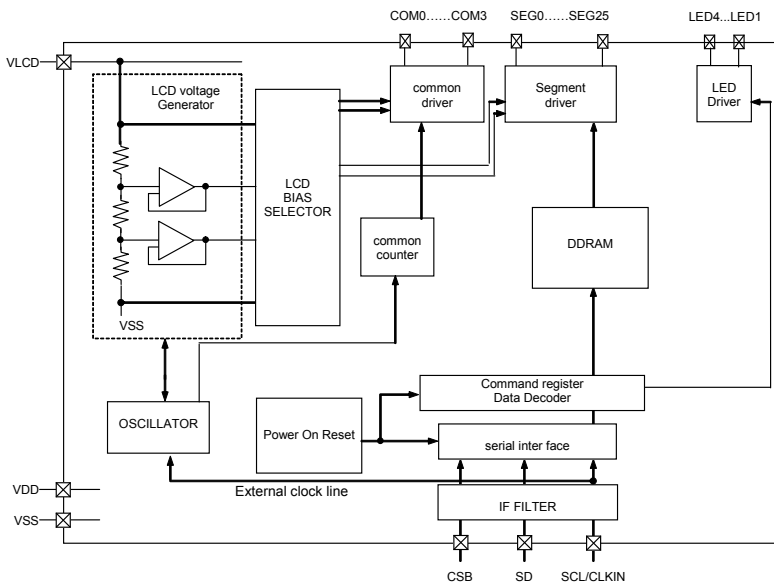 COM0......COM3
SEG0......SEG25
LED4...LED1
VLCD
LCD voltage
Generator
common
driver
Segment
driver
LED
Driver
LCD
BIAS
SELECTOR
common
counter
DDRAM
VSS
OSCILLATOR
Power On Reset
Command register
Data Decoder
serial inter face
External clock line
IF FILTER
VDD
VSS
CSB
SD
SCL/CLKIN